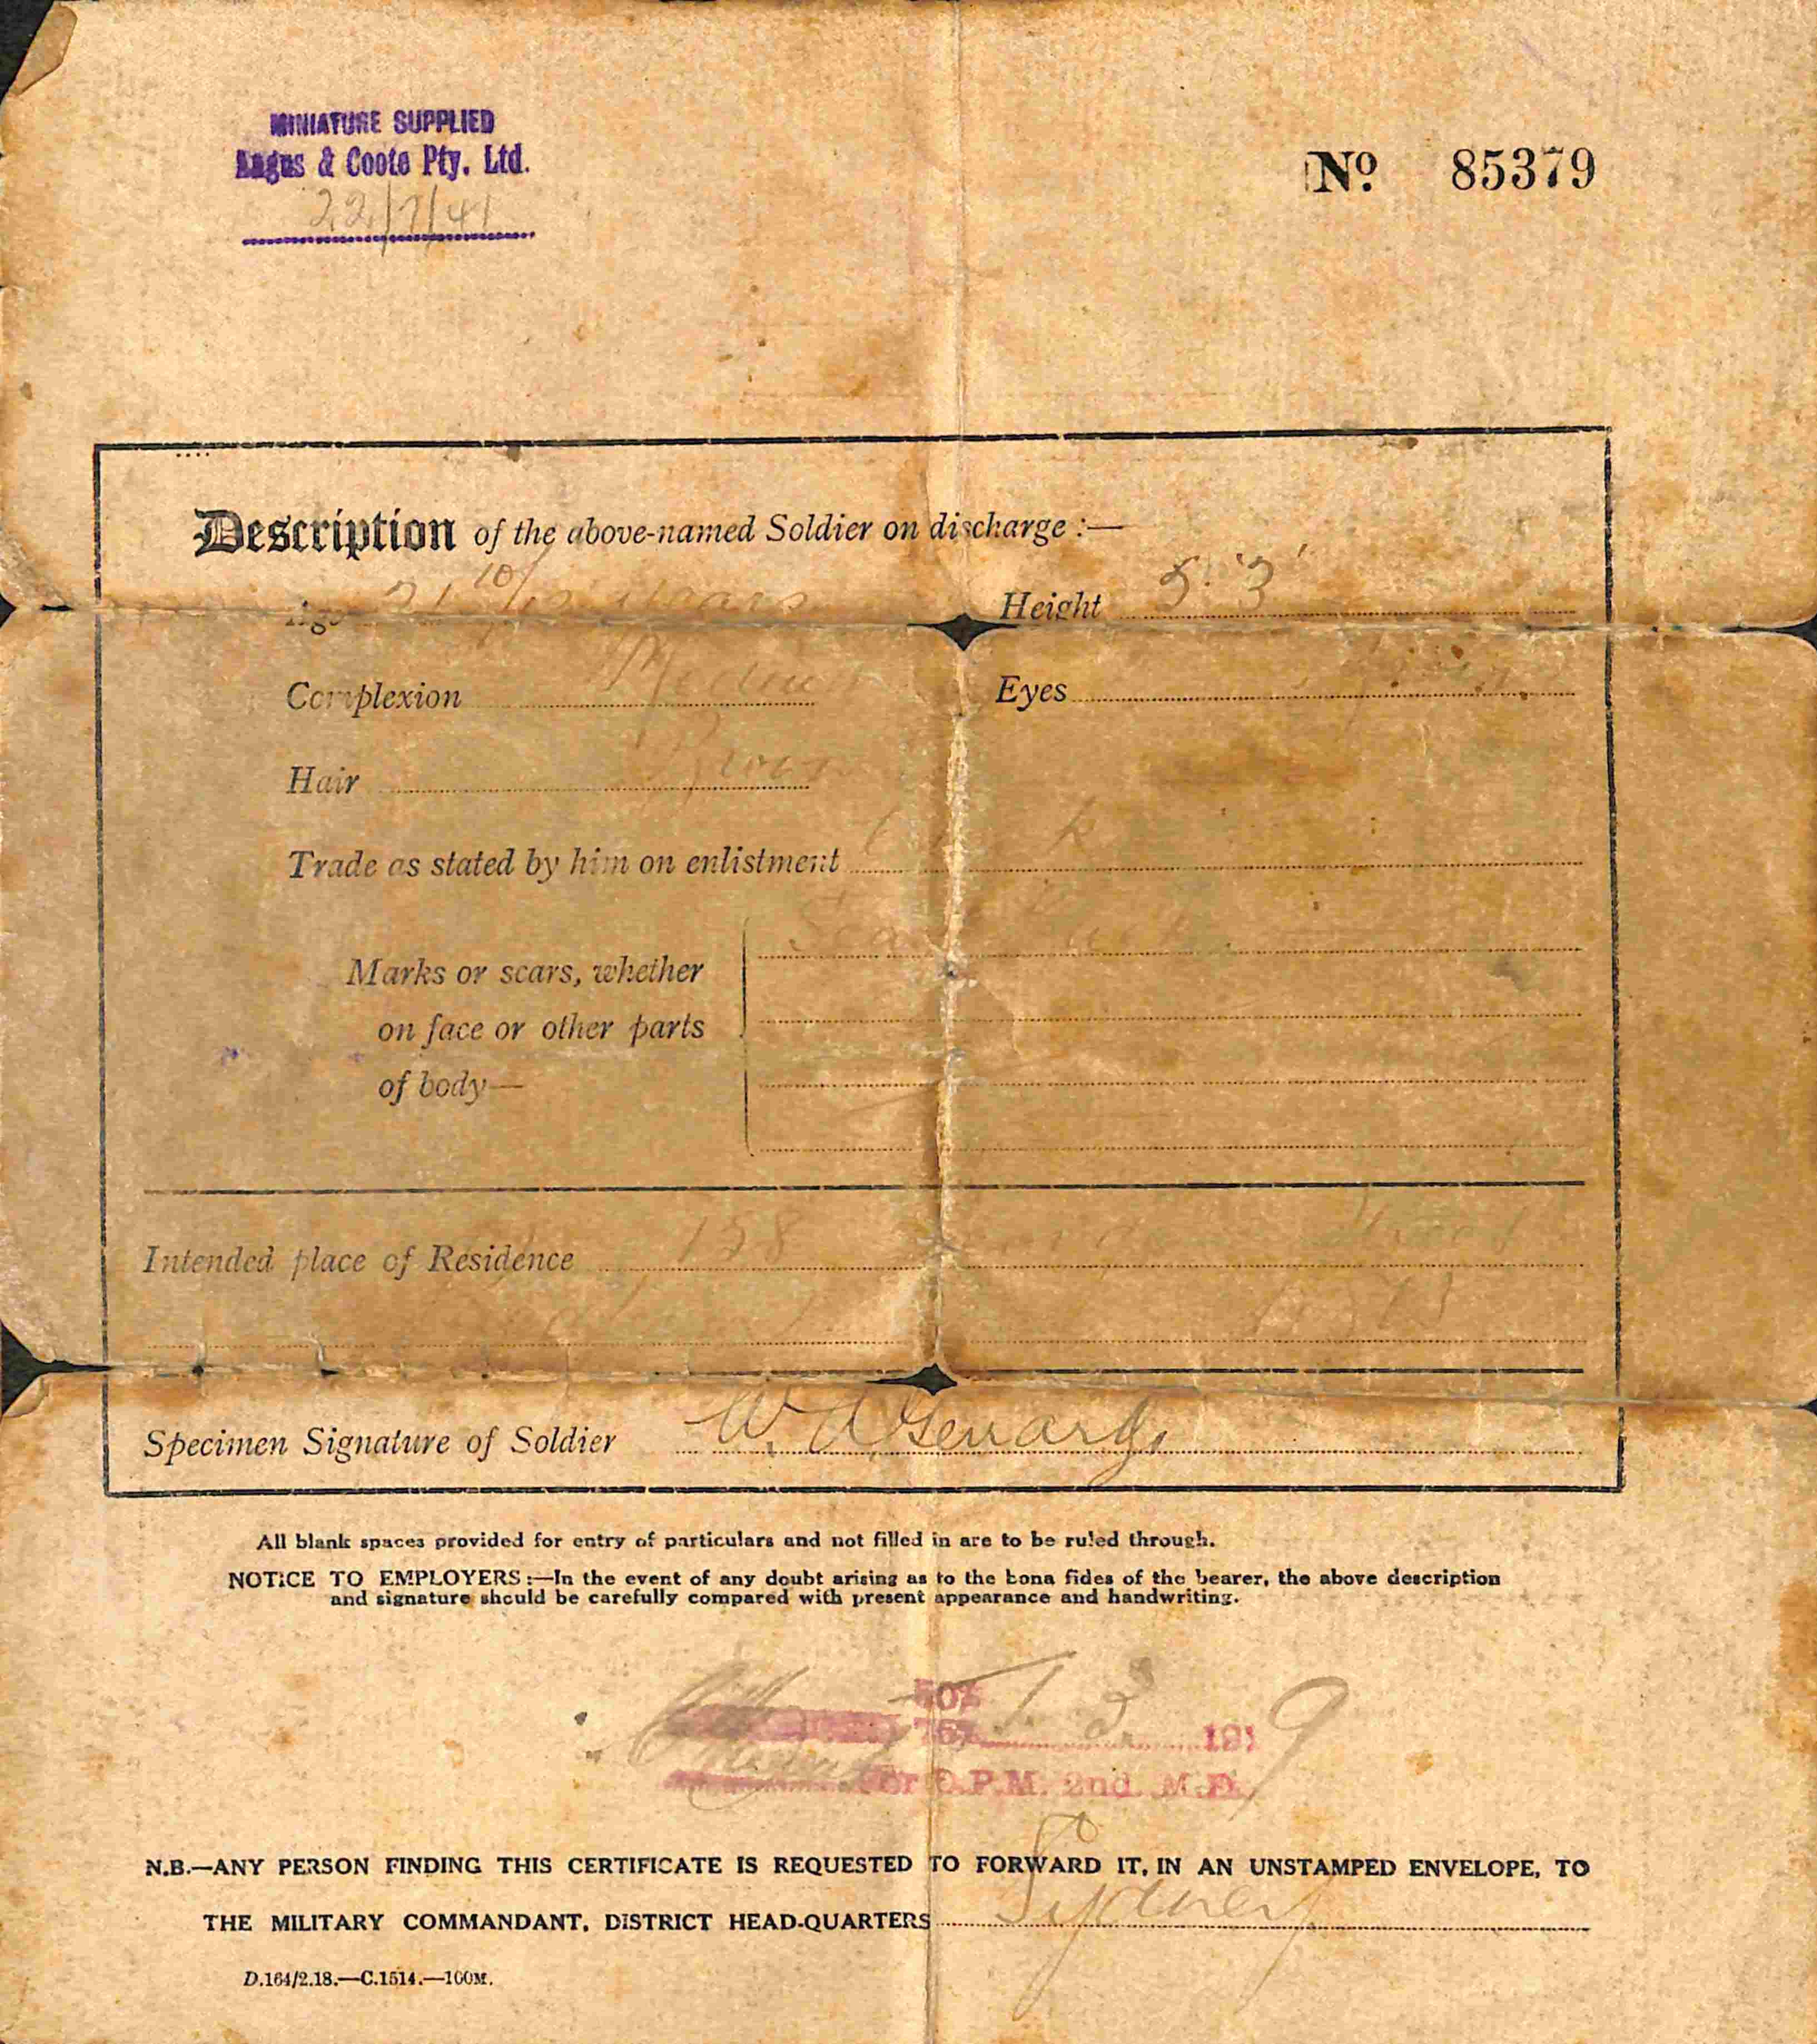 MINIATURE SUPPLIED
Angus & Coote Pty. Ltd.
22/7/41
No. 85379
Description of the above-named Soldier on discharge :—
Age 21 10/12 years Height 5' 3'
Complexion Medium Eyes
Hair Brown
Trade as stated by him on enlistment
Marks or scars, whether
on face or other parts
of body—
Intended place of Residence 158
Specimen Signature of Soldier W. A. Gerrard
All blank spaces provided for entry of particulars and not filled in are to be ruled through.
NOTICE TO EMPLOYERS :—In the event of any doubt arising as to the bona fides of the bearer, the above description
and signature should be carefully compared with present appearance and handwriting.
1919
For D.P.M. 2nd. M.D.
N.B.—ANY PERSON FINDING THIS CERTIFICATE IS REQUESTED TO FORWARD IT, IN AN UNSTAMPED ENVELOPE, TO
THE MILITARY COMMANDANT, DISTRICT HEAD-QUARTERS Sydney
D.164/2.18.—C.1514.—100M.